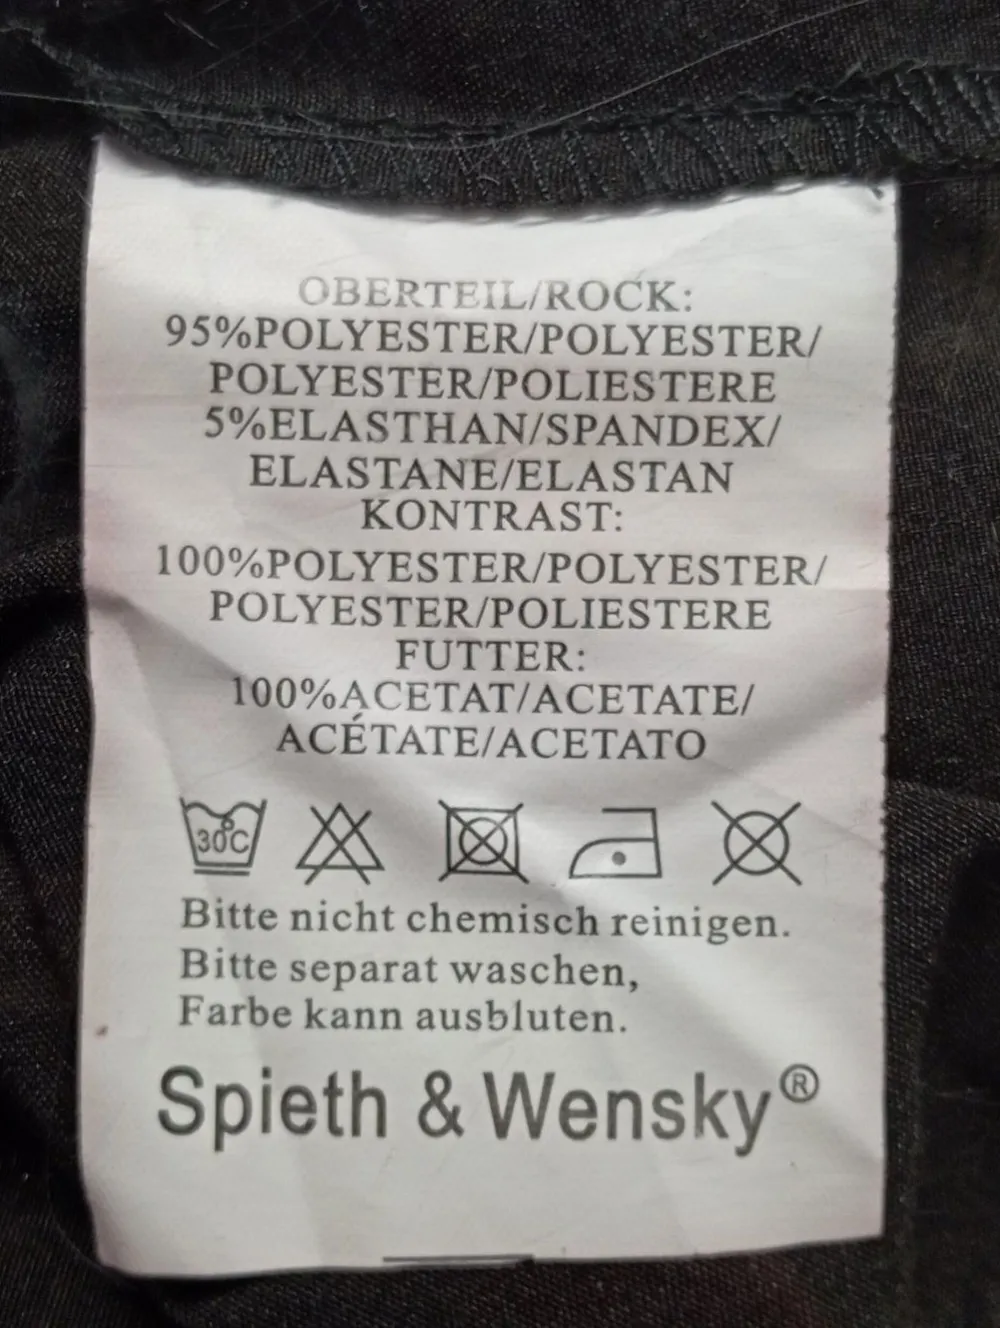 OBERTEIL/ROCK:
95%POLYESTER/POLYESTER/
POLYESTER/POLIESTERE
5%ELASTHAN/SPANDEX/
ELASTANE/ELASTAN
KONTRAST:
100%POLYESTER/POLYESTER/
POLYESTER/POLIESTERE
FUTTER:
100%ACETAT/ACETATE/
ACÉTATE/ACETATO
30°C
Bitte nicht chemisch reinigen.
Bitte separat waschen,
Farbe kann ausbluten.
Spieth & Wensky®